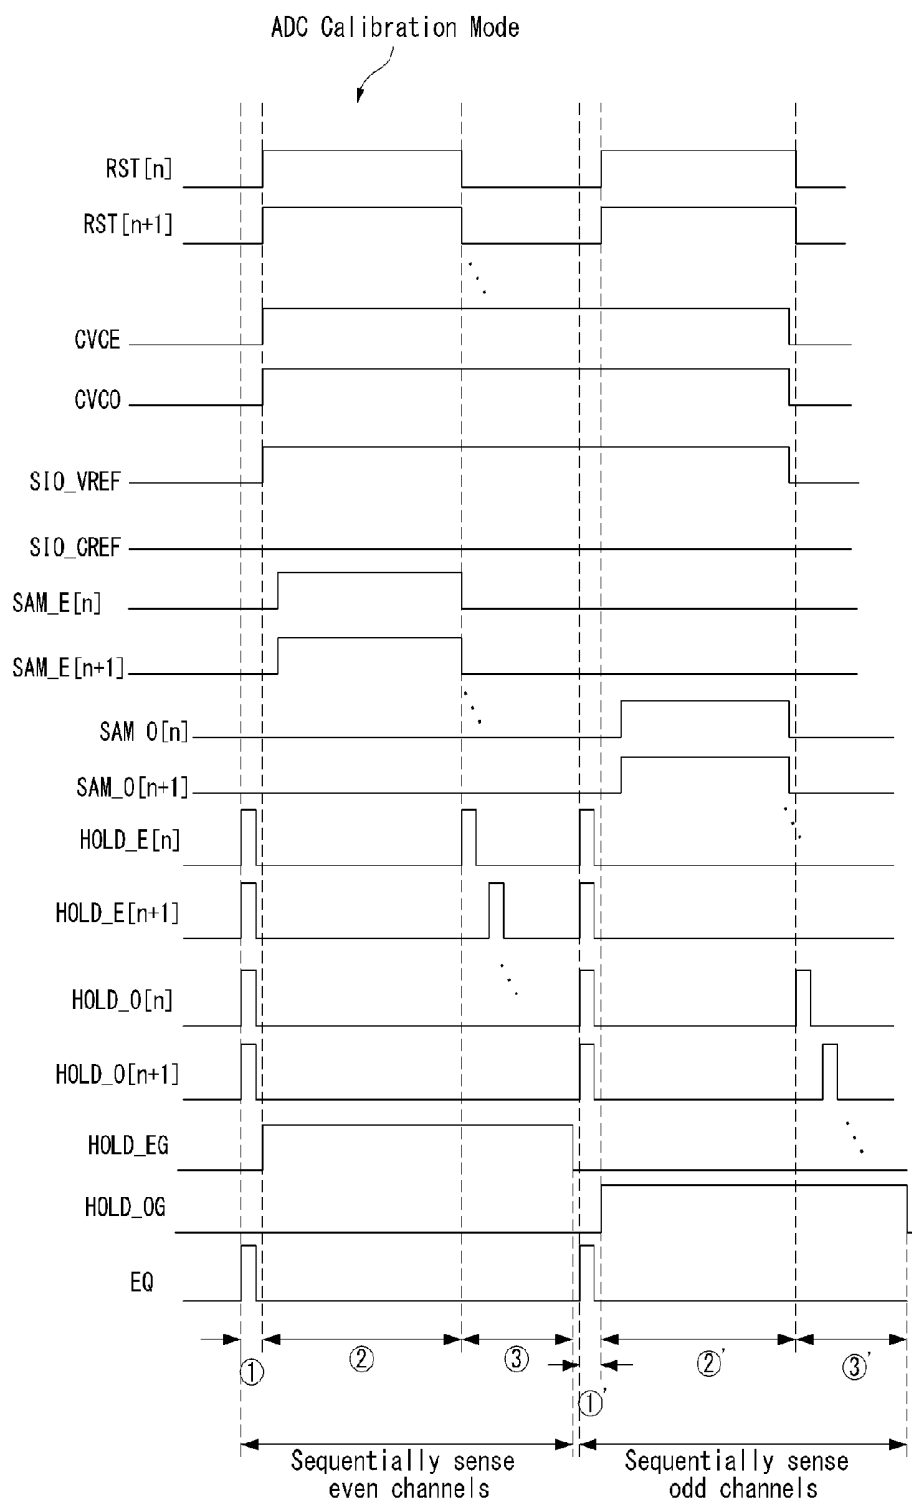 ADC Calibration Mode
RST[n]
RST[n+1]
CVCE
CVCO
SIO_VREF
SIO_CREF
SAM_E[n]
SAM_E[n+1]
SAM O[n]
SAM_O[n+1]
HOLD_E[n]
HOLD_E[n+1]
HOLD_O[n]
HOLD_O[n+1]
HOLD_EG
HOLD_OG
EQ
① ② ③ ①' ②' ③'
Sequentially sense
even channels
Sequentially sense
odd channels